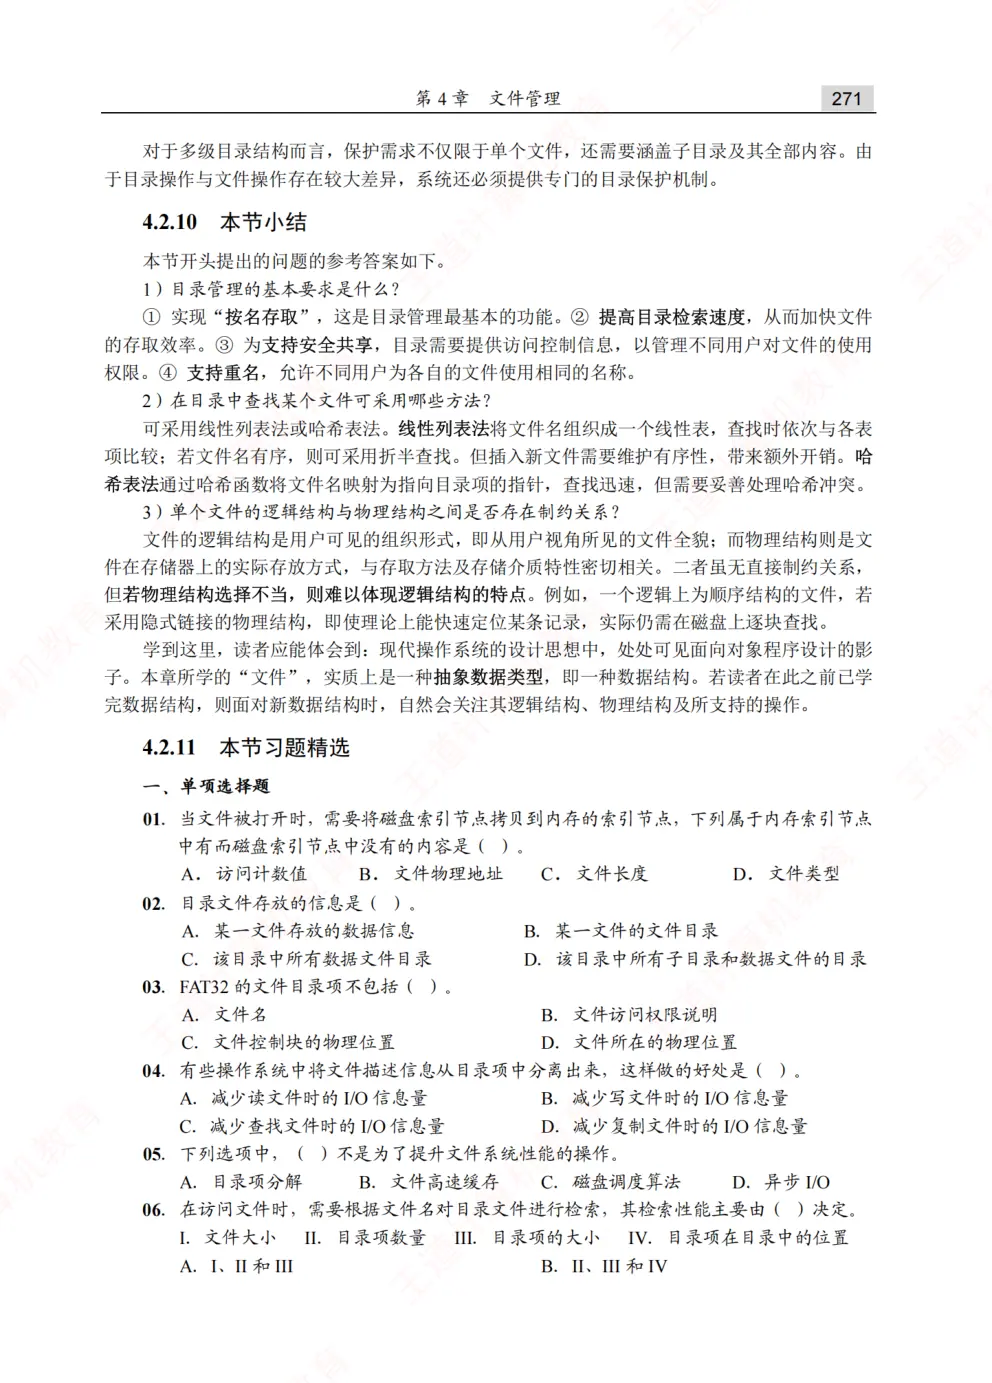 第 4 章 文件管理 271
对于多级目录结构而言，保护需求不仅限于单个文件，还需要涵盖子目录及其全部内容。由
于目录操作与文件操作存在较大差异，系统还必须提供专门的目录保护机制。
4.2.10 本节小结
本节开头提出的问题的参考答案如下。
1）目录管理的基本要求是什么？
① 实现“按名存取”，这是目录管理最基本的功能。② 提高目录检索速度，从而加快文件
的存取效率。③ 为支持安全共享，目录需要提供访问控制信息，以管理不同用户对文件的使用
权限。④ 支持重名，允许不同用户为各自的文件使用相同的名称。
2）在目录中查找某个文件可采用哪些方法？
可采用线性列表法或哈希表法。线性列表法将文件名组织成一个线性表，查找时依次与各表
项比较；若文件名有序，则可采用折半查找。但插入新文件需要维护有序性，带来额外开销。哈
希表法通过哈希函数将文件名映射为指向目录项的指针，查找迅速，但需要妥善处理哈希冲突。
3）单个文件的逻辑结构与物理结构之间是否存在制约关系？
文件的逻辑结构是用户可见的组织形式，即从用户视角所见的文件全貌；而物理结构则是文
件在存储器上的实际存放方式，与存取方法及存储介质特性密切相关。二者虽无直接制约关系，
但若物理结构选择不当，则难以体现逻辑结构的特点。例如，一个逻辑上为顺序结构的文件，若
采用隐式链接的物理结构，即使理论上能快速定位某条记录，实际仍需在磁盘上逐块查找。
学到这里，读者应能体会到：现代操作系统的设计思想中，处处可见面向对象程序设计的影
子。本章所学的“文件”，实质上是一种抽象数据类型，即一种数据结构。若读者在此之前已学
完数据结构，则面对新数据结构时，自然会关注其逻辑结构、物理结构及所支持的操作。
4.2.11 本节习题精选
一、单项选择题
01. 当文件被打开时，需要将磁盘索引节点拷贝到内存的索引节点，下列属于内存索引节点
中有而磁盘索引节点中没有的内容是（ ）。
A. 访问计数值 B. 文件物理地址 C. 文件长度 D. 文件类型
02. 目录文件存放的信息是（ ）。
A. 某一文件存放的数据信息 B. 某一文件的文件目录
C. 该目录中所有数据文件目录 D. 该目录中所有子目录和数据文件的目录
03. FAT32 的文件目录项不包括（ ）。
A. 文件名 B. 文件访问权限说明
C. 文件控制块的物理位置 D. 文件所在的物理位置
04. 有些操作系统中将文件描述信息从目录项中分离出来，这样做的好处是（ ）。
A. 减少读文件时的 I/O 信息量 B. 减少写文件时的 I/O 信息量
C. 减少查找文件时的 I/O 信息量 D. 减少复制文件时的 I/O 信息量
05. 下列选项中，（ ）不是为了提升文件系统性能的操作。
A. 目录项分解 B. 文件高速缓存 C. 磁盘调度算法 D. 异步 I/O
06. 在访问文件时，需要根据文件名对目录文件进行检索，其检索性能主要由（ ）决定。
I. 文件大小 II. 目录项数量 III. 目录项的大小 IV. 目录项在目录中的位置
A. I、II 和 III B. II、III 和 IV